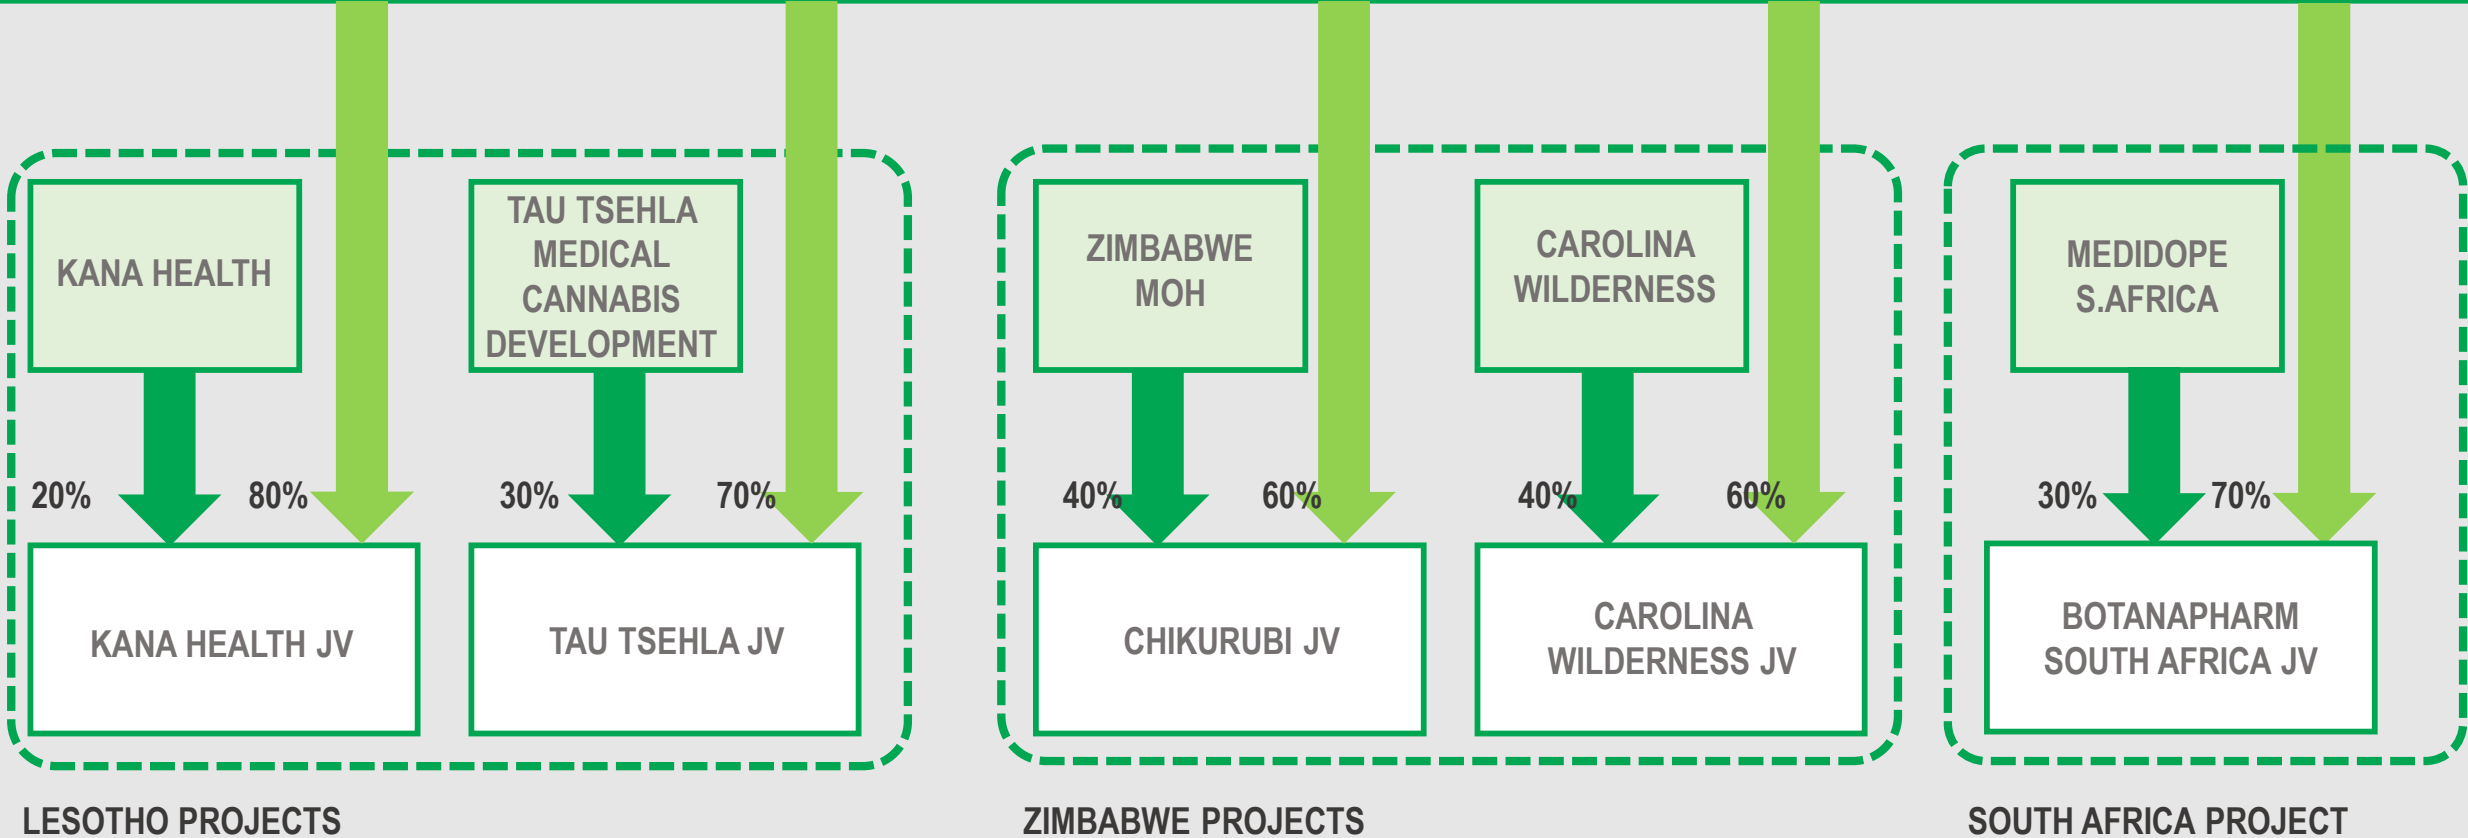 KANA HEALTH
TAU TSEHLA
MEDICAL
CANNABIS
DEVELOPMENT
20%
80%
30%
70%
KANA HEALTH JV
TAU TSEHLA JV
LESOTHO PROJECTS
ZIMBABWE
MOH
CAROLINA
WILDERNESS
40%
60%
40%
60%
CHIKURUBI JV
CAROLINA
WILDERNESS JV
ZIMBABWE PROJECTS
MEDIDOPE
S.AFRICA
30%
70%
BOTANAPHARM
SOUTH AFRICA JV
SOUTH AFRICA PROJECT